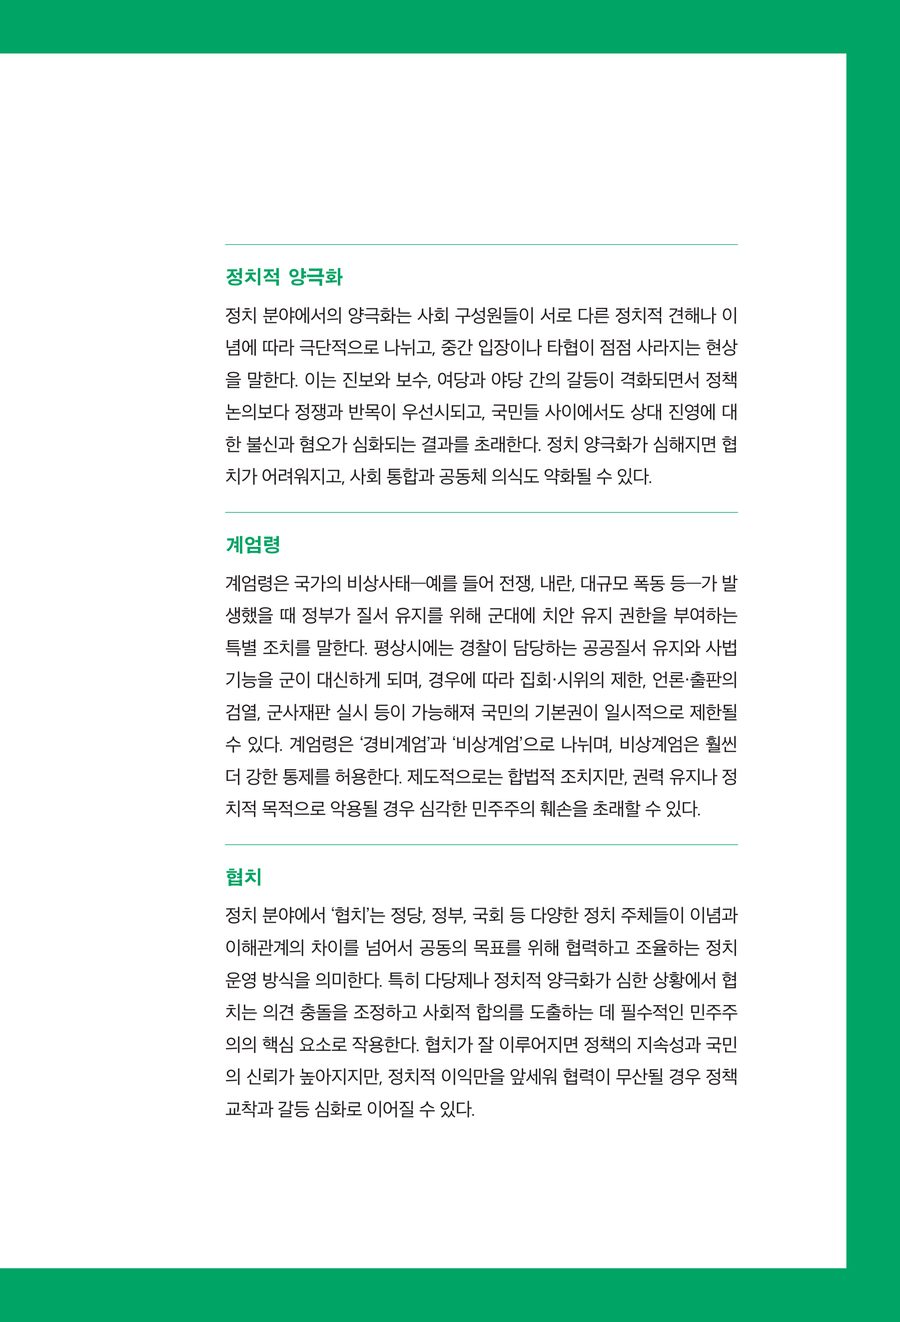 정치적 양극화
정치 분야에서의 양극화는 사회 구성원들이 서로 다른 정치적 견해나 이
념에 따라 극단적으로 나뉘고, 중간 입장이나 타협이 점점 사라지는 현상
을 말한다. 이는 진보와 보수, 여당과 야당 간의 갈등이 격화되면서 정책
논의보다 정쟁과 반목이 우선시되고, 국민들 사이에서도 상대 진영에 대
한 불신과 혐오가 심화되는 결과를 초래한다. 정치 양극화가 심해지면 협
치가 어려워지고, 사회 통합과 공동체 의식도 약화될 수 있다.
계엄령
계엄령은 국가의 비상사태—예를 들어 전쟁, 내란, 대규모 폭동 등—가 발
생했을 때 정부가 질서 유지를 위해 군대에 치안 유지 권한을 부여하는
특별 조치를 말한다. 평상시에는 경찰이 담당하는 공공질서 유지와 사법
기능을 군이 대신하게 되며, 경우에 따라 집회·시위의 제한, 언론·출판의
검열, 군사재판 실시 등이 가능해져 국민의 기본권이 일시적으로 제한될
수 있다. 계엄령은 ‘경비계엄’과 ‘비상계엄’으로 나뉘며, 비상계엄은 훨씬
더 강한 통제를 허용한다. 제도적으로는 합법적 조치지만, 권력 유지나 정
치적 목적으로 악용될 경우 심각한 민주주의 훼손을 초래할 수 있다.
협치
정치 분야에서 ‘협치’는 정당, 정부, 국회 등 다양한 정치 주체들이 이념과
이해관계의 차이를 넘어서 공동의 목표를 위해 협력하고 조율하는 정치
운영 방식을 의미한다. 특히 다당제나 정치적 양극화가 심한 상황에서 협
치는 의견 충돌을 조정하고 사회적 합의를 도출하는 데 필수적인 민주주
의의 핵심 요소로 작용한다. 협치가 잘 이루어지면 정책의 지속성과 국민
의 신뢰가 높아지지만, 정치적 이익만을 앞세워 협력이 무산될 경우 정책
교착과 갈등 심화로 이어질 수 있다.